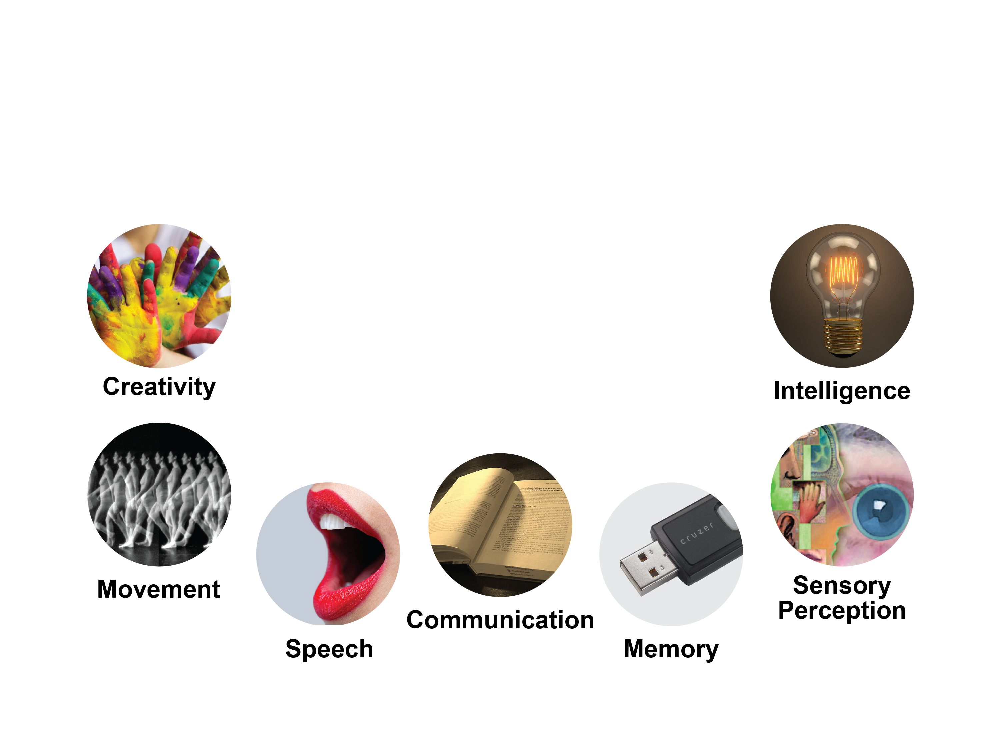 Creativity
Intelligence
Movement
Speech
Communication
cruzer
Memory
Sensory
Perception